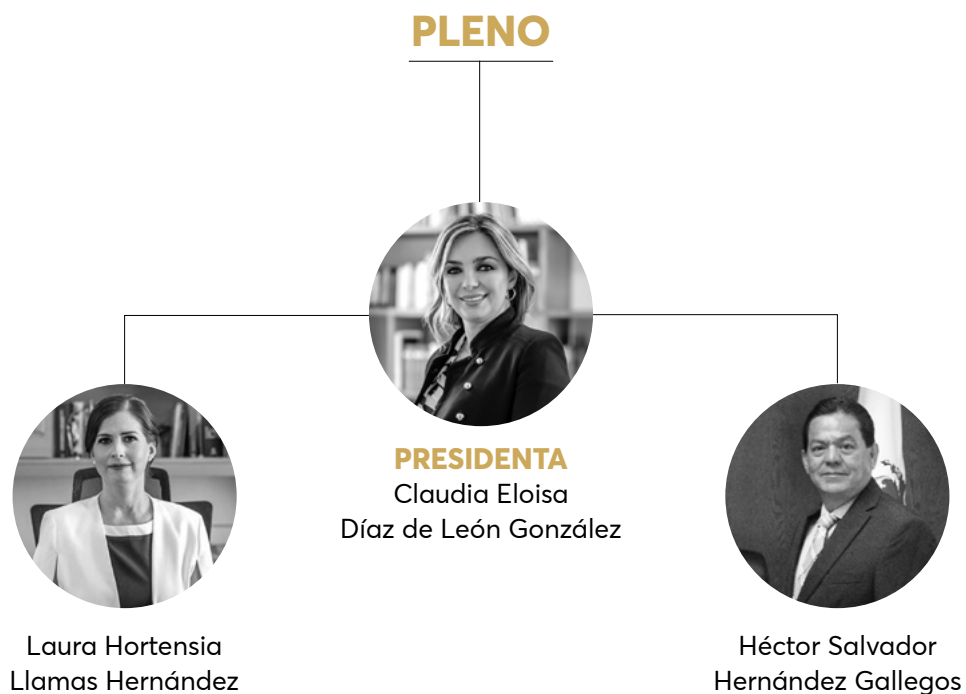 PLENO
PRESIDENTA
Claudia Eloisa
Díaz de León González
Laura Hortensia
Llamas Hernández
Héctor Salvador
Hernández Gallegos